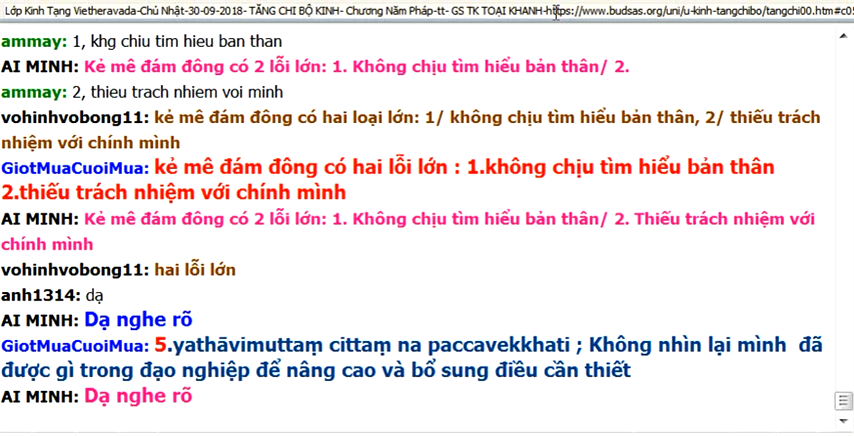 Lớp Kinh Tạng Vietheravada-Chủ Nhật-30-09-2018- TĂNG CHI BỘ KINH- Chương Năm Pháp-tt- GS TK TOẠI KHANH-https://www.budsas.org/uni/u-kinh-tangchibo/tangchi00.htm#c05
ammay: 1, khg chiu tim hieu ban than
AI MINH: Kẻ mê đám đông có 2 lỗi lớn: 1. Không chịu tìm hiểu bản thân/ 2.
ammay: 2, thieu trach nhiem voi minh
vohinhvobong11: kẻ mê đám đông có hai loại lớn: 1/ không chịu tìm hiểu bản thân, 2/ thiếu trách
nhiệm với chính mình
GiotMuaCuoiMua: kẻ mê đám đông có hai lỗi lớn : 1.không chịu tìm hiểu bản thân
2.thiếu trách nhiệm với chính mình
AI MINH: Kẻ mê đám đông có 2 lỗi lớn: 1. Không chịu tìm hiểu bản thân/ 2. Thiếu trách nhiệm với
chính mình
vohinhvobong11: hai lỗi lớn
anh1314: dạ
AI MINH: Dạ nghe rõ
GiotMuaCuoiMua: 5.yathāvimuttaṃ cittaṃ na paccavekkhati ; Không nhìn lại mình đã
được gì trong đạo nghiệp để nâng cao và bổ sung điều cần thiết
AI MINH: Dạ nghe rõ